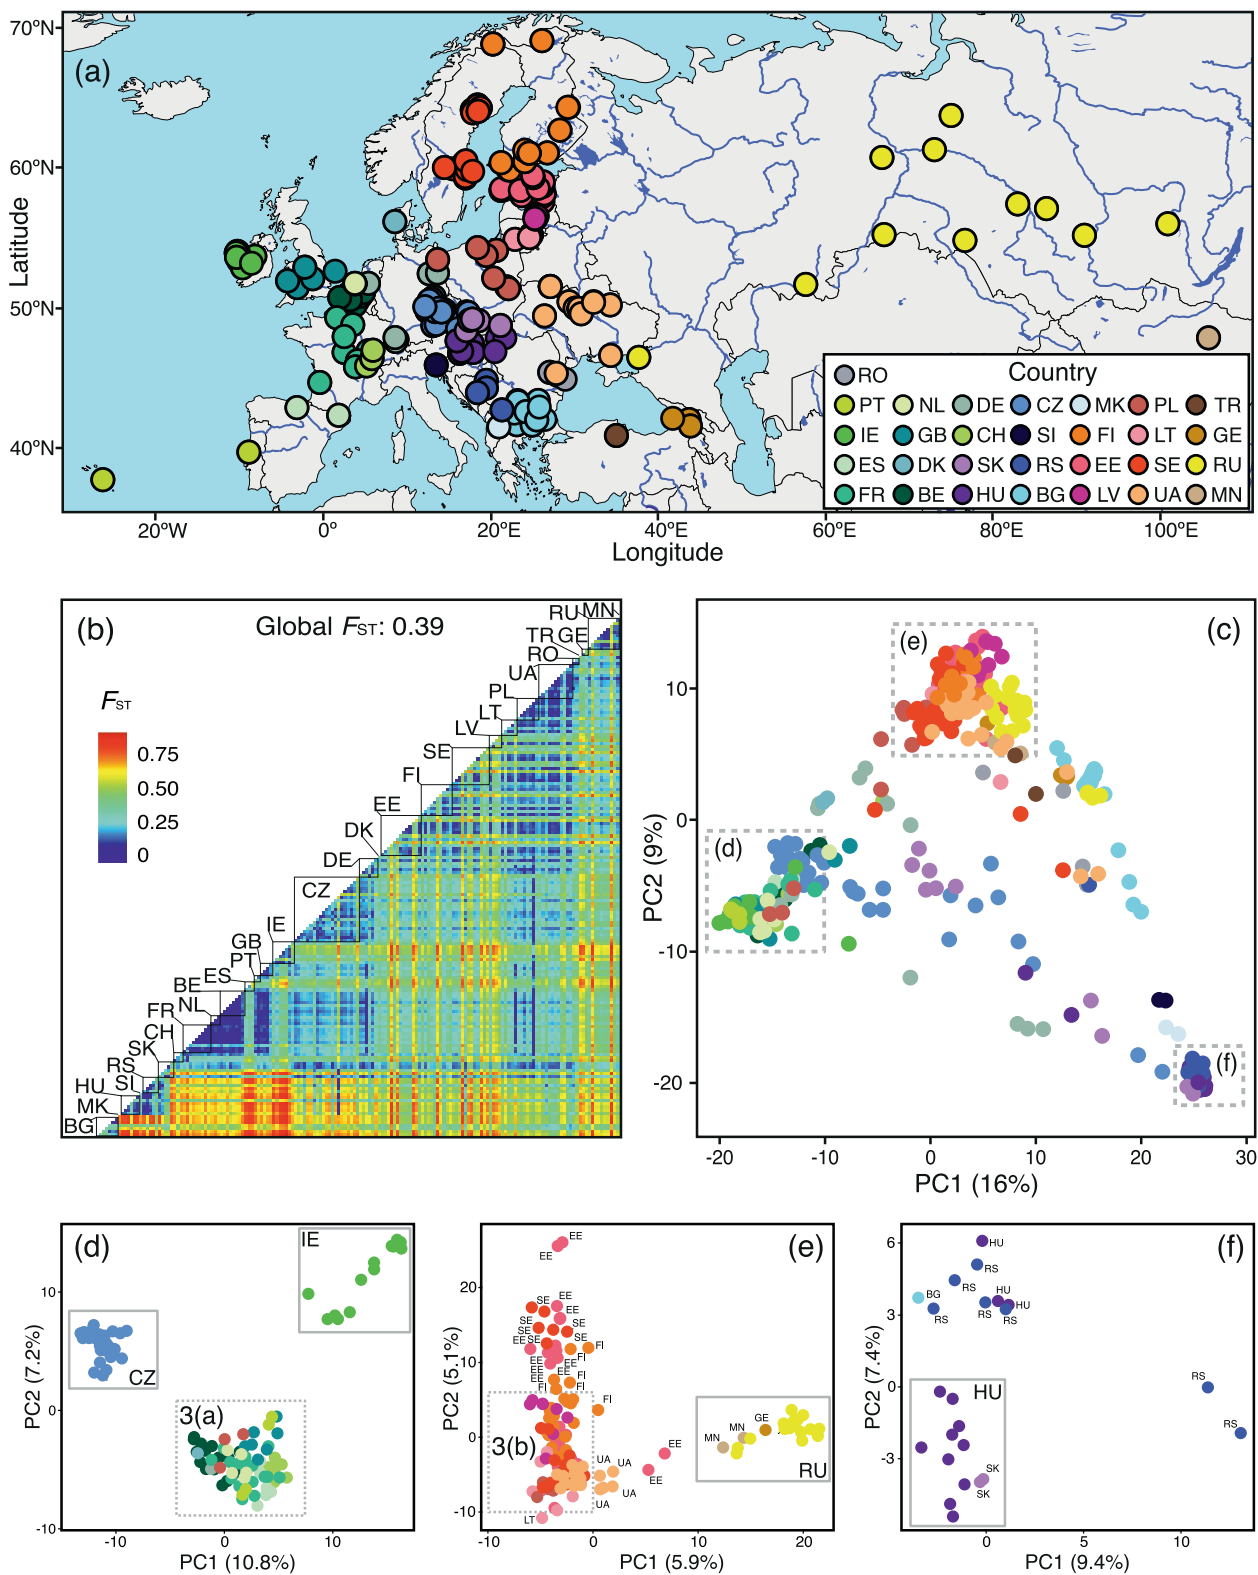 (a)
70°N
60°N
50°N
40°N
Latitude
20°W
0°
20°E
40°E
60°E
80°E
100°E
Longitude
RO Country
PT NL DE CZ MK PL TR
IE GB CH SI FI LT GE
ES DK SK RS EE SE RU
FR BE HU BG LV UA MN
(b)
Global FST: 0.39
FST
0.75
0.50
0.25
0
RU MN
TR GE
RO
UA
PL
LT
LV
SE
FI
EE
DK
DE
CZ
IE
GB
PT
ES
BE
NL
FR
CH
SK
RS
SI
HU
MK
BG
(c)
(e)
(d)
(f)
10
0
-10
-20
PC2 (9%)
-20 -10 0 10 20 30
PC1 (16%)
(d)
IE
CZ
3(a)
10
0
-10
PC2 (7.2%)
-10 0 10
PC1 (10.8%)
(e)
EE
EE
SE
EE
SE
EE
SE
SE
EE
SE
FI
EE
EE
FI
EE
EE
EE
FI
FI
FI
FI
3(b)
UA
UA
UA
UA
EE
EE
LT
MN
MN
GE
RU
20
10
0
-10
PC2 (5.1%)
-10 0 10 20
PC1 (5.9%)
(f)
HU
RS
RS
HU
HU
BG
RS
RS
RS
RS
RS
HU
SK
SK
6
3
0
-3
PC2 (7.4%)
0 5 10
PC1 (9.4%)